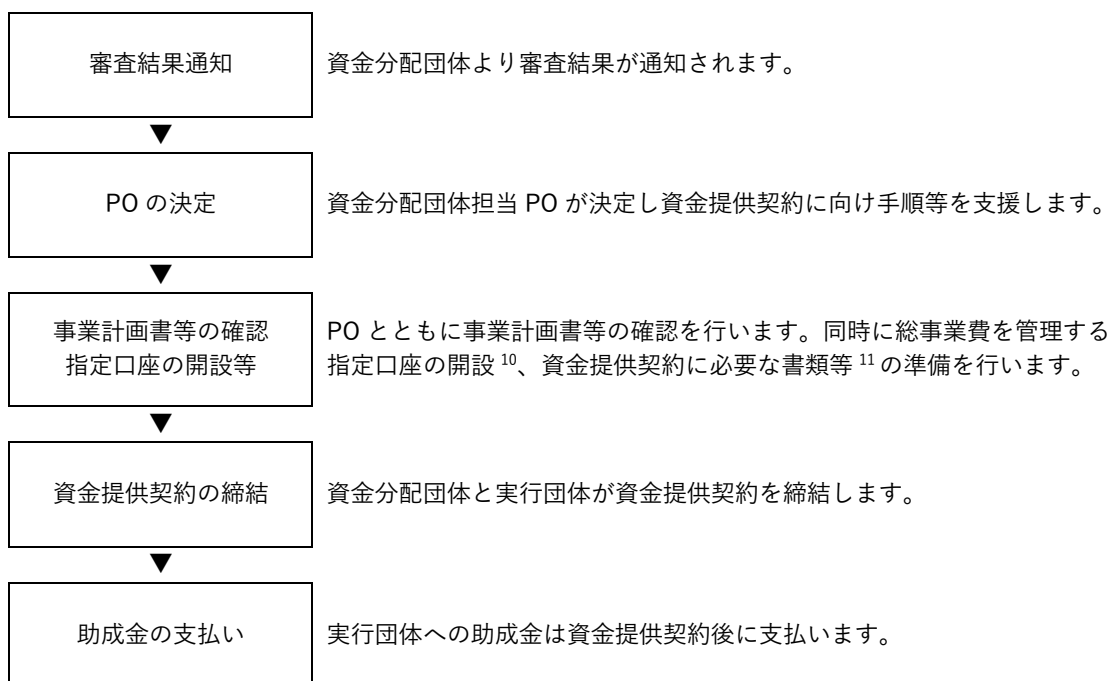 審査結果通知
資金分配団体より審査結果が通知されます。
▼
PO の決定
資金分配団体担当 PO が決定し資金提供契約に向け手順等を支援します。
▼
事業計画書等の確認
指定口座の開設等
PO とともに事業計画書等の確認を行います。同時に総事業費を管理する
指定口座の開設 10、資金提供契約に必要な書類等 11 の準備を行います。
▼
資金提供契約の締結
資金分配団体と実行団体が資金提供契約を締結します。
▼
助成金の支払い
実行団体への助成金は資金提供契約後に支払います。